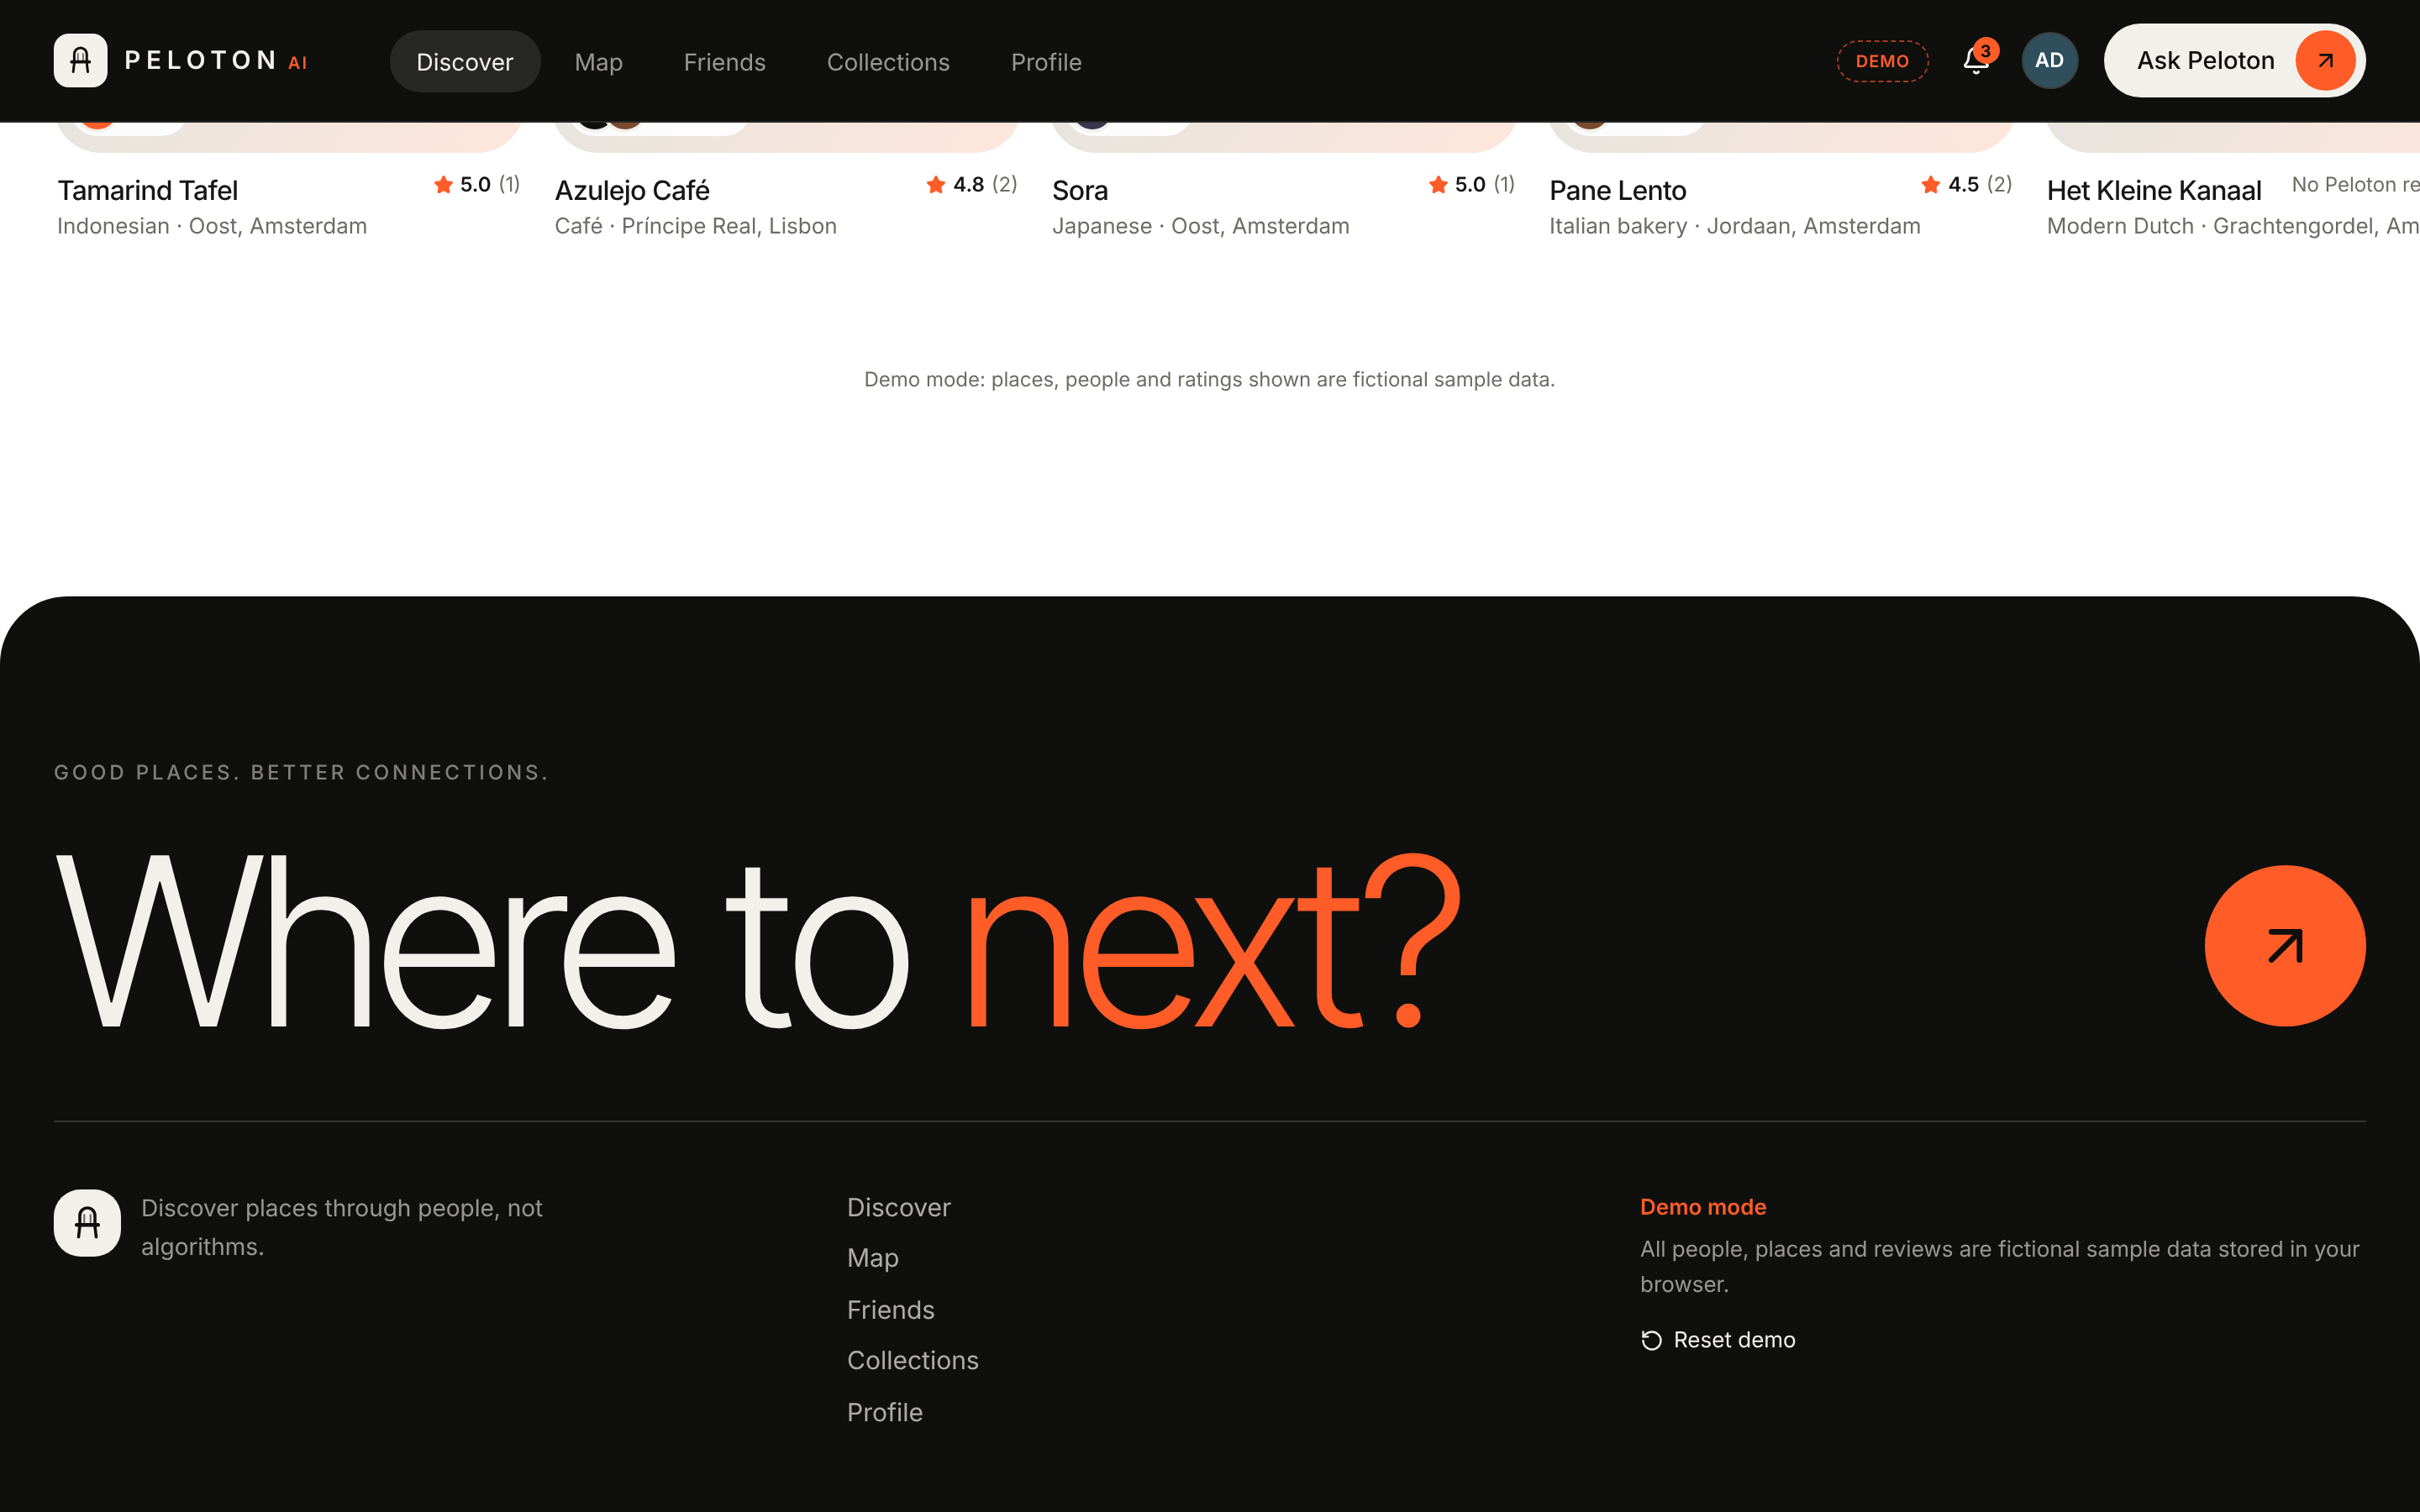 PELOTON AI
Discover
Map
Friends
Collections
Profile
DEMO
3
AD
Ask Peloton
Tamarind Tafel
5.0 (1)
Indonesian · Oost, Amsterdam
Azulejo Café
4.8 (2)
Café · Príncipe Real, Lisbon
Sora
5.0 (1)
Japanese · Oost, Amsterdam
Pane Lento
4.5 (2)
Italian bakery · Jordaan, Amsterdam
Het Kleine Kanaal
No Peloton re
Modern Dutch · Grachtengordel, Am
Demo mode: places, people and ratings shown are fictional sample data.
GOOD PLACES. BETTER CONNECTIONS.
Where to next?
Discover places through people, not
algorithms.
Discover
Map
Friends
Collections
Profile
Demo mode
All people, places and reviews are fictional sample data stored in your
browser.
Reset demo